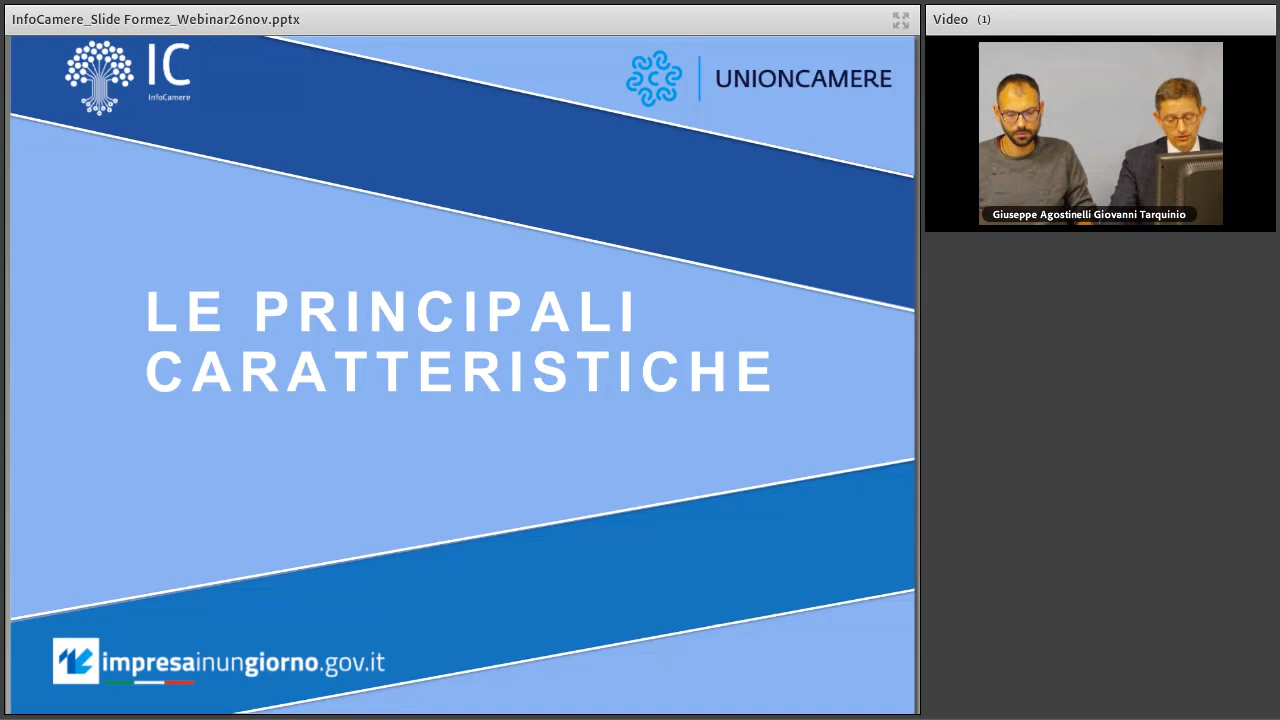 InfoCamere_Slide Formez_Webinar26nov.pptx
Video (1)
IC
InfoCamere
UNIONCAMERE
Giuseppe Agostinelli Giovanni Tarquinio
LE PRINCIPALI
CARATTERISTICHE
impresainungiorno.gov.it